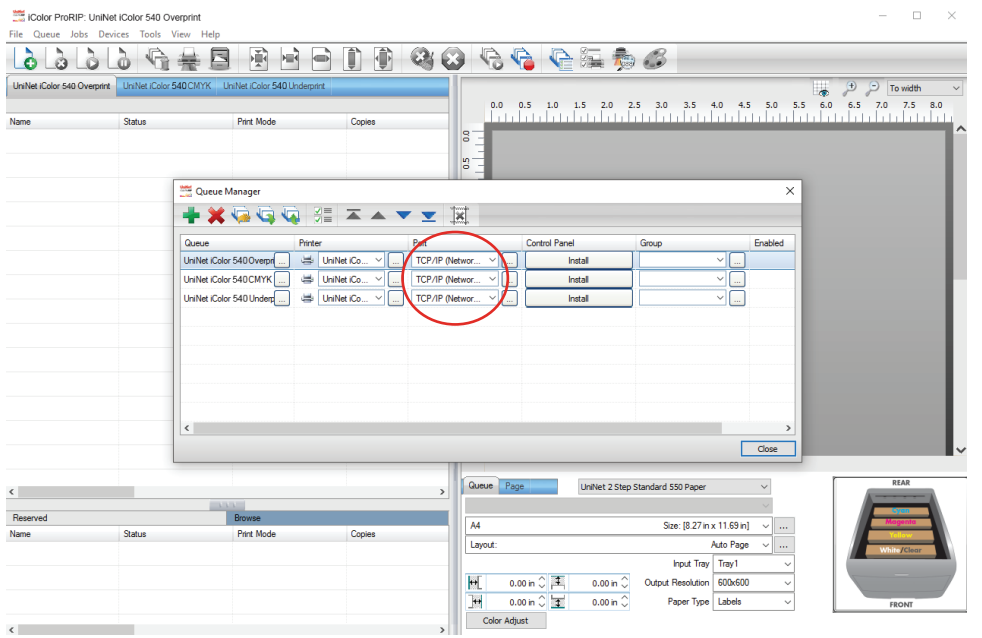 iColor ProRIP: UniNet iColor 540 Overprint
File Queue Jobs Devices Tools View Help
UniNet iColor 540 Overprint UniNet iColor 540 CMYK UniNet iColor 540 Underprint
To width
Name Status Print Mode Copies
0.0 0.5 1.0 1.5 2.0 2.5 3.0 3.5 4.0 4.5 5.0 5.5 6.0 6.5 7.0 7.5 8.0
0.0
0.5
Queue Manager
Queue Printer Port Control Panel Group Enabled
UniNet iColor 540 Overpr ... UniNet iCo... ... TCP/IP (Networ... ... Install ...
UniNet iColor 540 CMYK ... UniNet iCo... ... TCP/IP (Networ... ... Install ...
UniNet iColor 540 Underp ... UniNet iCo... ... TCP/IP (Networ... ... Install ...
Close
Reserved Browse
Name Status Print Mode Copies
Queue Page UniNet 2 Step Standard 550 Paper
A4 Size: [8.27 in x 11.69 in] ...
Layout: Auto Page ...
Input Tray Tray1
0.00 in 0.00 in Output Resolution 600x600
0.00 in 0.00 in Paper Type Labels
Color Adjust
REAR
Cyan
Magenta
Yellow
White/Clear
FRONT